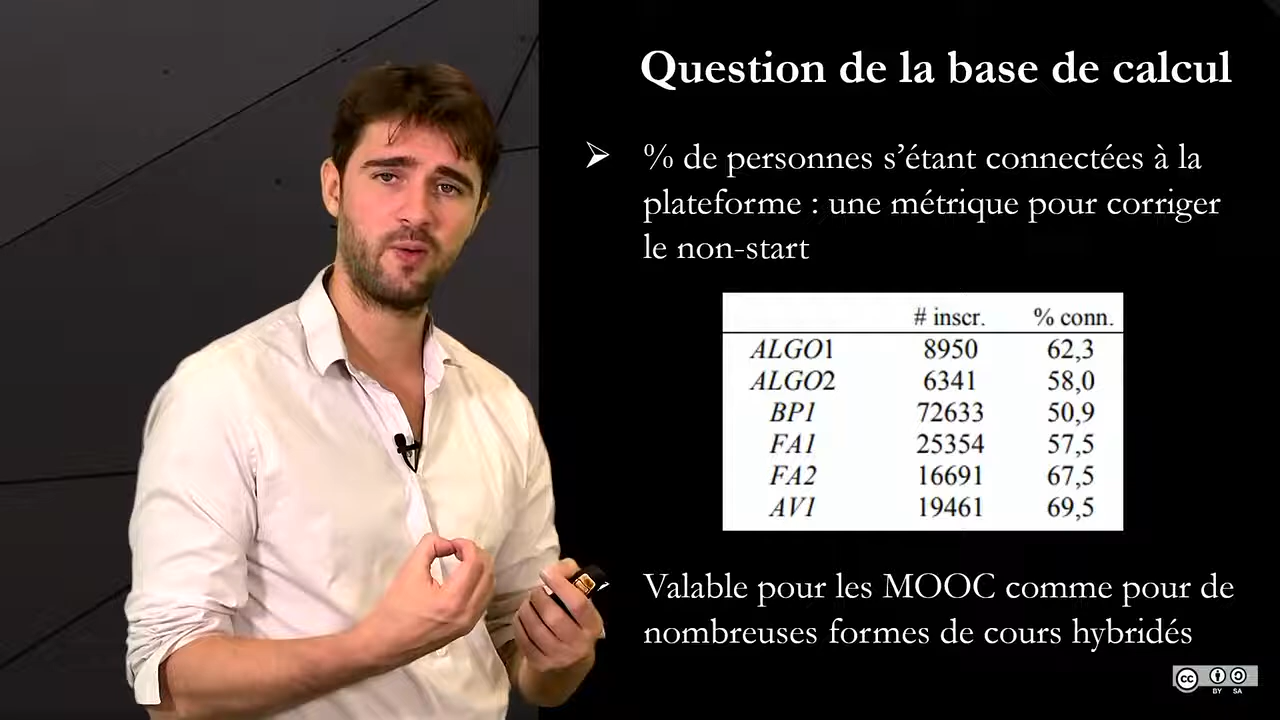 Question de la base de calcul
% de personnes s’étant connectées à la
plateforme : une métrique pour corriger
le non-start
# inscr. % conn.
ALGO1 8950 62,3
ALGO2 6341 58,0
BP1 72633 50,9
FA1 25354 57,5
FA2 16691 67,5
AV1 19461 69,5
Valable pour les MOOC comme pour de
nombreuses formes de cours hybridés
cc BY SA